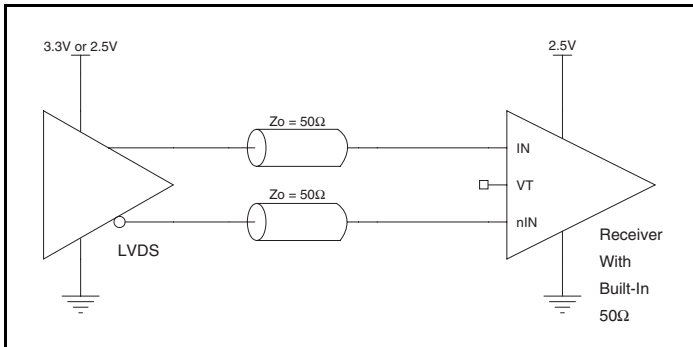 3.3V or 2.5V
2.5V
Zo = 50Ω
IN
VT
Zo = 50Ω
nIN
LVDS
Receiver
With
Built-In
50Ω